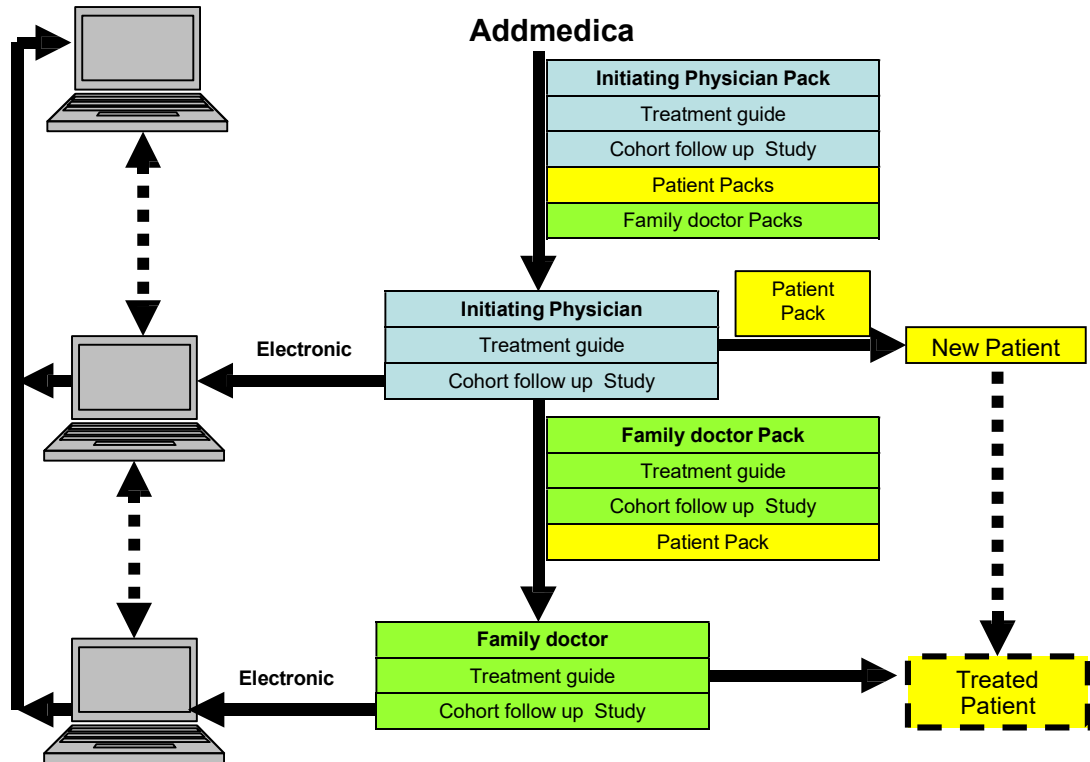 Addmedica
Initiating Physician Pack
Treatment guide
Cohort follow up Study
Patient Packs
Family doctor Packs
Initiating Physician
Treatment guide
Cohort follow up Study
Electronic
Patient
Pack
New Patient
Family doctor Pack
Treatment guide
Cohort follow up Study
Patient Pack
Family doctor
Treatment guide
Cohort follow up Study
Electronic
Treated
Patient